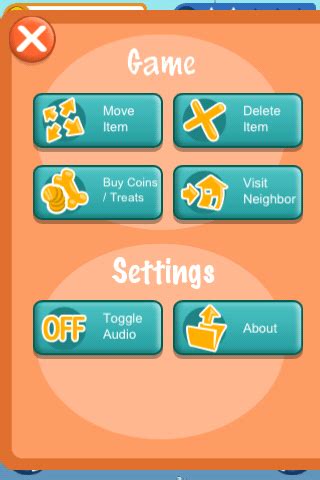 Game
Move
Item
Delete
Item
Buy Coins
/ Treats
Visit
Neighbor
Settings
OFF
Toggle
Audio
About